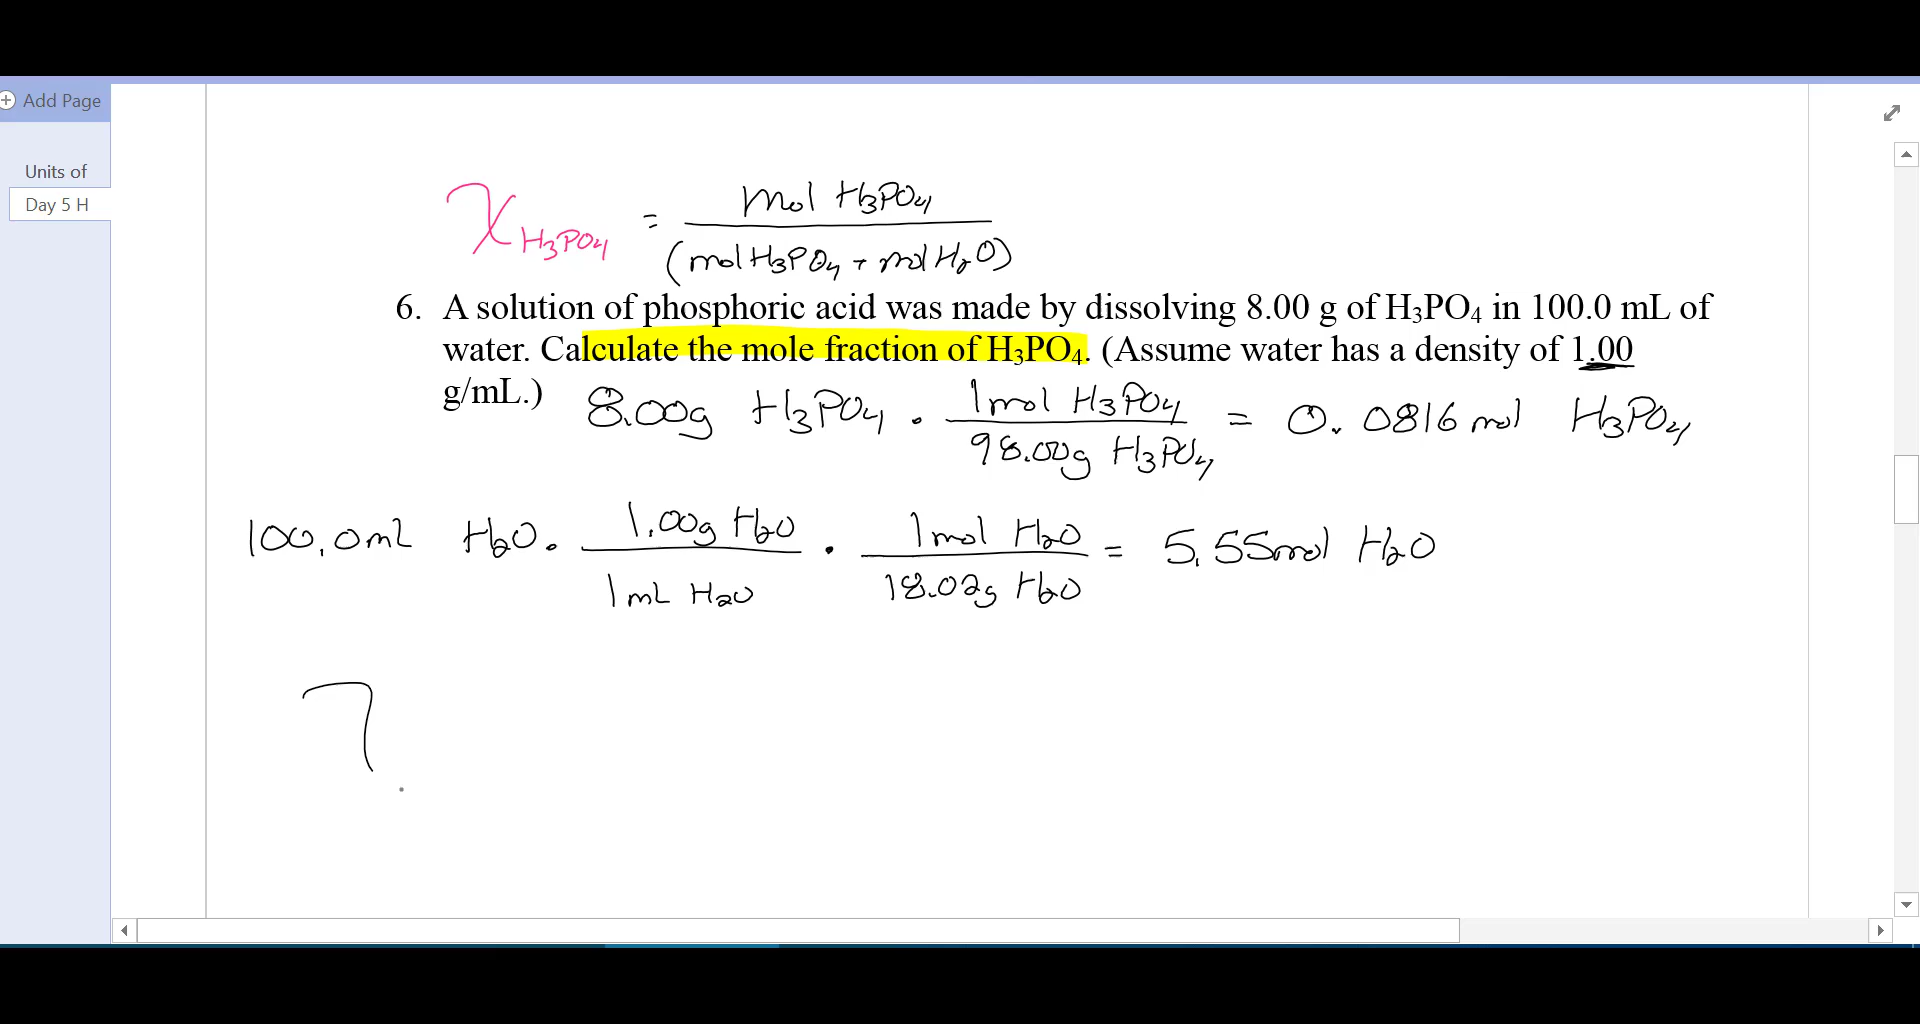 Add Page
Units of
Day 5 H
χ H₃PO₄ = mol H₃PO₄
(mol H₃PO₄ + mol H₂O)
6. A solution of phosphoric acid was made by dissolving 8.00 g of H₃PO₄ in 100.0 mL of
water. Calculate the mole fraction of H₃PO₄. (Assume water has a density of 1.00
g/mL.)
8.00g H₃PO₄ · 1mol H₃PO₄ = 0.0816 mol H₃PO₄
98.00g H₃PO₄
100.0mL H₂O · 1.00g H₂O · 1mol H₂O = 5.55mol H₂O
1mL H₂O 18.02g H₂O